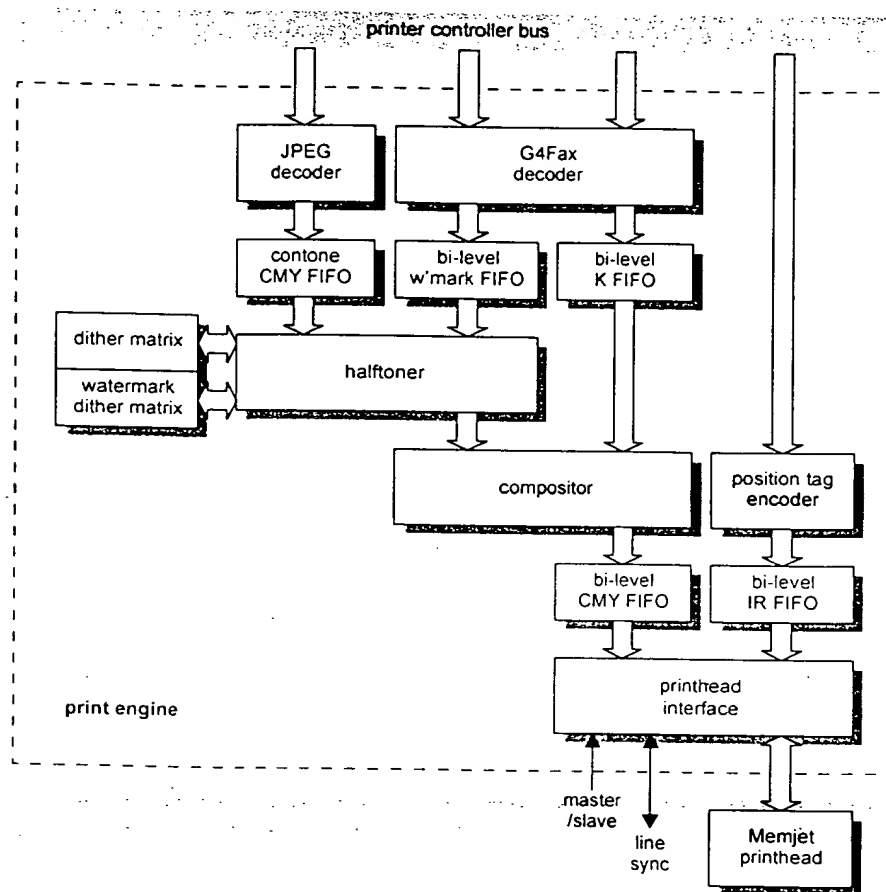 printer controller bus
JPEG
decoder
G4Fax
decoder
contone
CMY FIFO
bi-level
w'mark FIFO
bi-level
K FIFO
dither matrix
watermark
dither matrix
halftoner
compositor
position tag
encoder
bi-level
CMY FIFO
bi-level
IR FIFO
printhead
interface
print engine
master
/slave
line
sync
Memjet
printhead